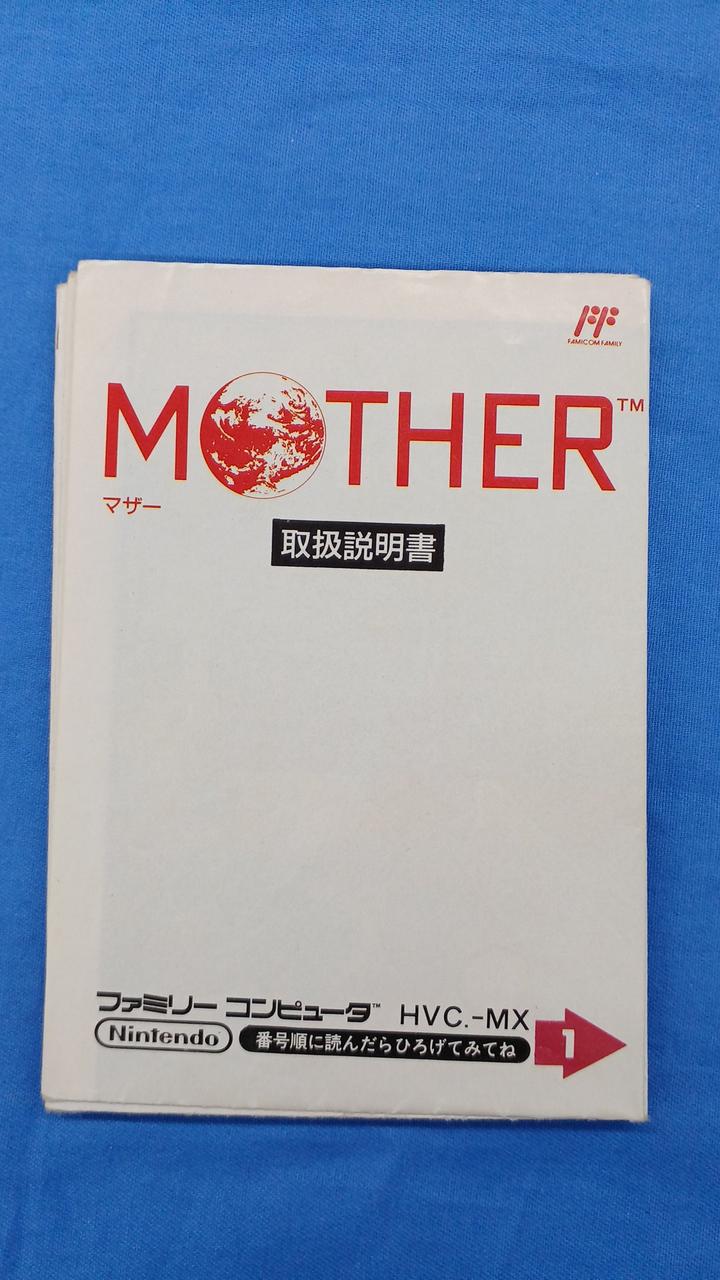 FAMICOM FAMILY
MOTHER™
マザー
取扱説明書
ファミリー コンピュータ™ HVC.-MX
Nintendo 番号順に読んだらひろげてみてね 1